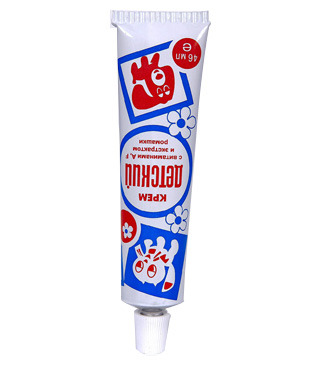 КРЕМ
ДЕТСКИЙ
С ВИТАМИНАМИ A, F
И ЭКСТРАКТОМ
РОМАШКИ
46 МЛ
℮